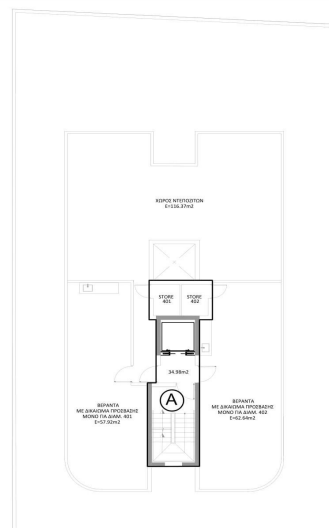 ΧΩΡΟΣ ΝΤΕΠΟΖΙΤΩΝ
E=116.37m2
STORE
401
STORE
402
34.98m2
A
ΒΕΡΑΝΤΑ
ΜΕ ΔΙΚΑΙΩΜΑ ΠΡΟΣΒΑΣΗΣ
ΜΟΝΟ ΓΙΑ ΔΙΑΜ. 401
E=57.92m2
ΒΕΡΑΝΤΑ
ΜΕ ΔΙΚΑΙΩΜΑ ΠΡΟΣΒΑΣΗΣ
ΜΟΝΟ ΓΙΑ ΔΙΑΜ. 402
E=62.64m2